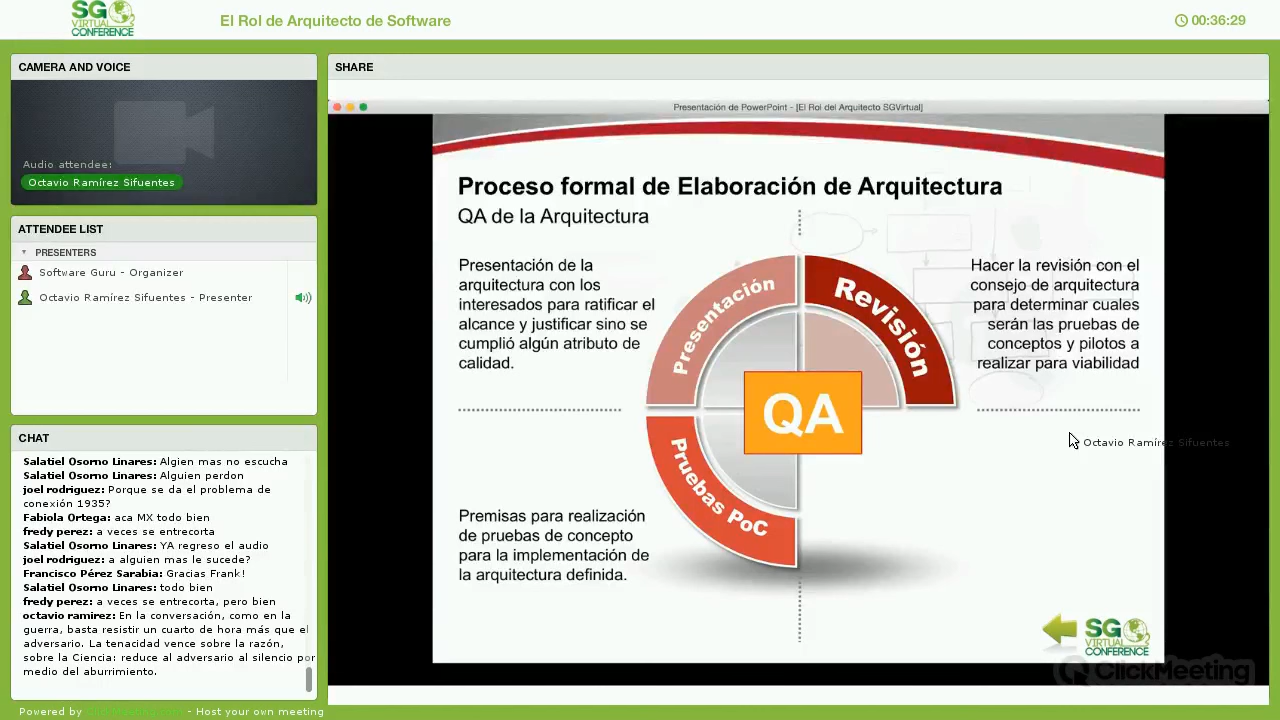 SG
VIRTUAL
CONFERENCE
El Rol de Arquitecto de Software
00:36:29
CAMERA AND VOICE
Audio attendee:
Octavio Ramírez Sifuentes
ATTENDEE LIST
PRESENTERS
Software Guru - Organizer
Octavio Ramírez Sifuentes - Presenter
CHAT
Salatiel Osorno Linares: Algien mas no escucha
Salatiel Osorno Linares: Alguien perdon
joel rodriguez: Porque se da el problema de
conexión 1935?
Fabiola Ortega: aca MX todo bien
fredy perez: a veces se entrecorta
Salatiel Osorno Linares: YA regreso el audio
joel rodriguez: a alguien mas le sucede?
Francisco Pérez Sarabia: Gracias Frank!
Salatiel Osorno Linares: todo bien
fredy perez: a veces se entrecorta, pero bien
octavio ramirez: En la conversación, como en la
guerra, basta resistir un cuarto de hora más que el
adversario. La tenacidad vence sobre la razón,
sobre la Ciencia: reduce al adversario al silencio por
medio del aburrimiento.
Powered by ClickMeeting.com - Host your own meeting
SHARE
Presentación de PowerPoint - [El Rol del Arquitecto SGVirtual]
Proceso formal de Elaboración de Arquitectura
QA de la Arquitectura
Presentación de la
arquitectura con los
interesados para ratificar el
alcance y justificar sino se
cumplió algún atributo de
calidad.
Presentación
Revisión
Hacer la revisión con el
consejo de arquitectura
para determinar cuales
serán las pruebas de
conceptos y pilotos a
realizar para viabilidad
QA
Octavio Ramírez Sifuentes
Pruebas PoC
Premisas para realización
de pruebas de concepto
para la implementación de
la arquitectura definida.
SG
VIRTUAL
CONFERENCE
ClickMeeting